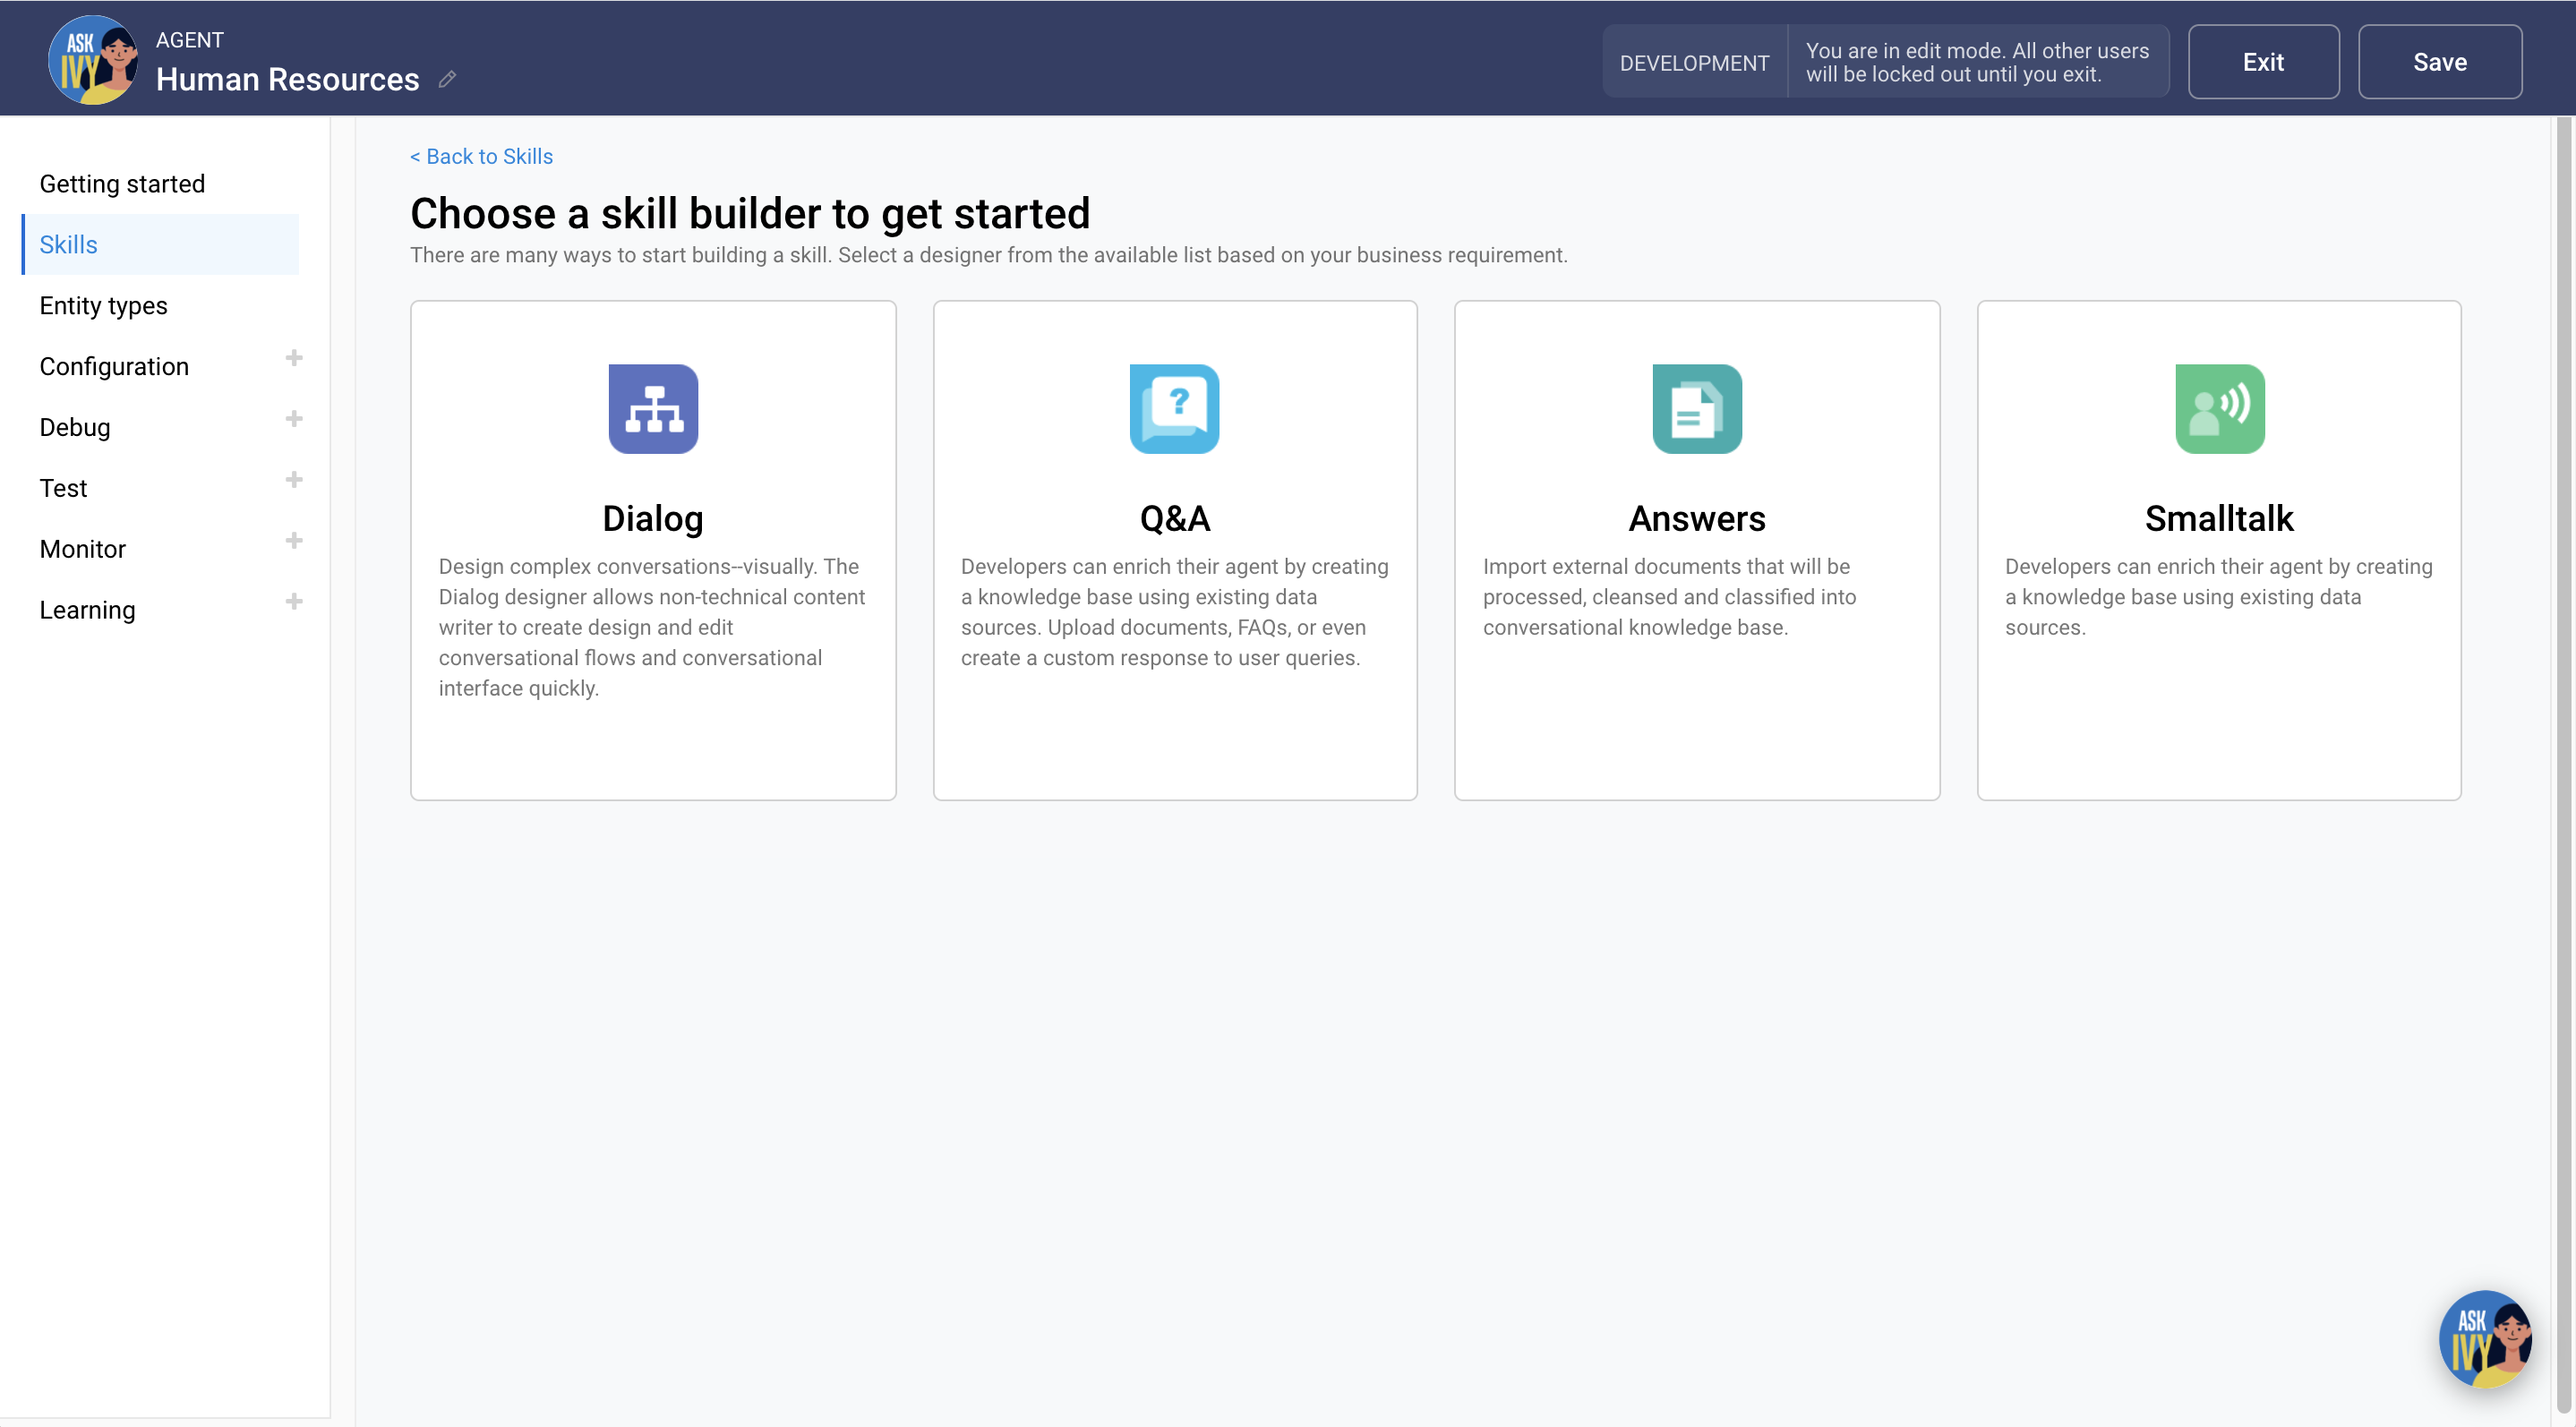 ASK
IVY
AGENT
Human Resources
DEVELOPMENT
You are in edit mode. All other users
will be locked out until you exit.
Exit
Save
Getting started
Skills
Entity types
Configuration
Debug
Test
Monitor
Learning
< Back to Skills
Choose a skill builder to get started
There are many ways to start building a skill. Select a designer from the available list based on your business requirement.
Dialog
Design complex conversations--visually. The
Dialog designer allows non-technical content
writer to create design and edit
conversational flows and conversational
interface quickly.
?
Q&A
Developers can enrich their agent by creating
a knowledge base using existing data
sources. Upload documents, FAQs, or even
create a custom response to user queries.
Answers
Import external documents that will be
processed, cleansed and classified into
conversational knowledge base.
Smalltalk
Developers can enrich their agent by creating
a knowledge base using existing data
sources.
ASK
IVY